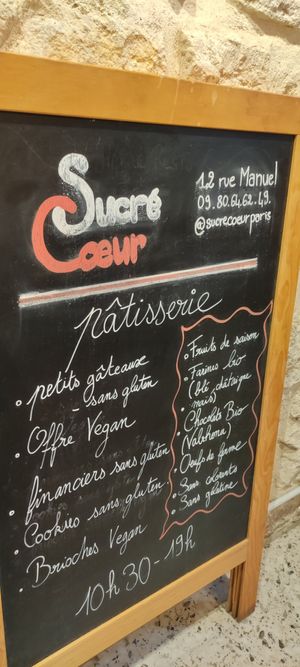 Sucré
Cœur
12 rue Manuel
09.80.64.62.49.
@sucrecoeurparis
pâtisserie
• petits gâteaux
- sans gluten
• Offre Vegan
• financiers sans gluten
• Cookies sans gluten
• Brioches Vegan
10h30-19h
• Fruits de saison
• Farines bio
(blé, châtaigne
maïs)
• Chocolats Bio
(Valrhona)
• Oeufs de ferme
• Sans colorants
• Sans gélatine